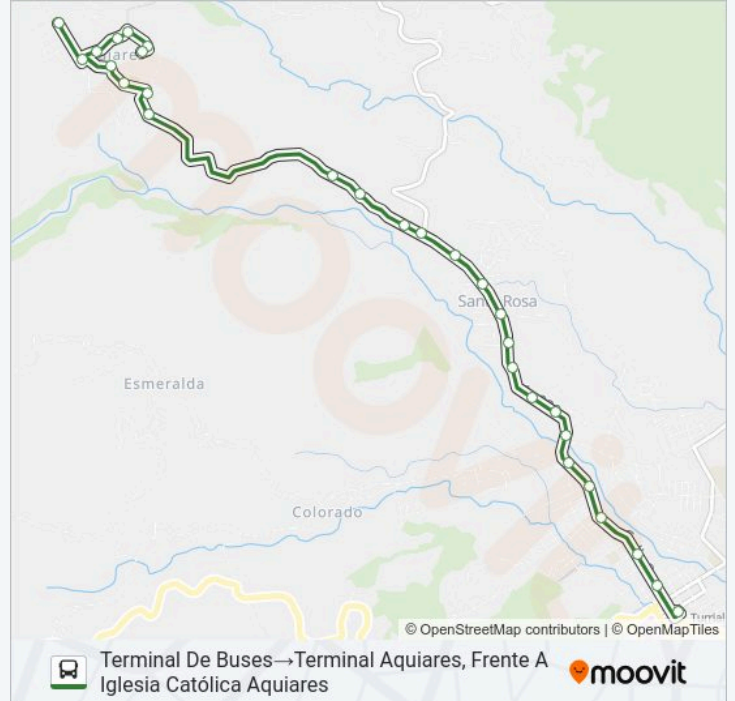 Santa Rosa
Esmeralda
Colorado
© OpenStreetMap contributors | © OpenMapTiles
Terminal De Buses→Terminal Aquiares, Frente A
Iglesia Católica Aquiares
moovit